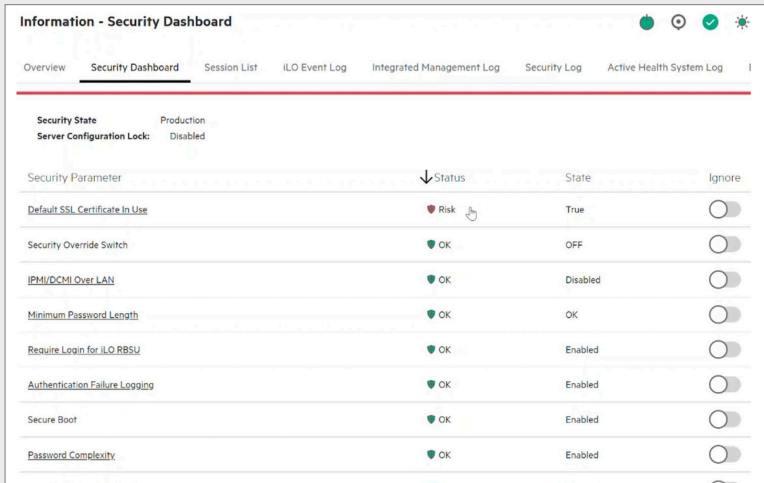 Information - Security Dashboard
Overview Security Dashboard Session List iLO Event Log Integrated Management Log Security Log Active Health System Log
Security State Production
Server Configuration Lock: Disabled
Security Parameter Status State Ignore
Default SSL Certificate In Use Risk True
Security Override Switch OK OFF
IPMI/DCMI Over LAN OK Disabled
Minimum Password Length OK OK
Require Login for iLO RBSU OK Enabled
Authentication Failure Logging OK Enabled
Secure Boot OK Enabled
Password Complexity OK Enabled